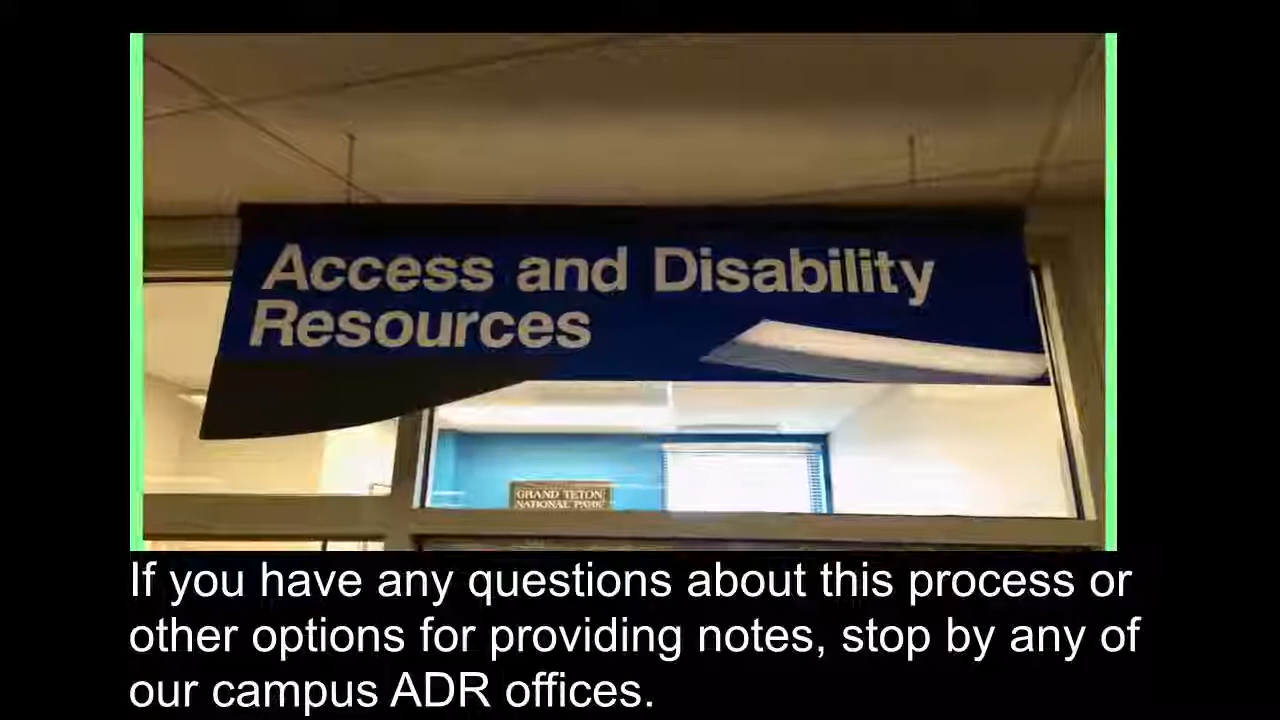 Access and Disability
Resources
GRAND TETON
NATIONAL PARK
If you have any questions about this process or
other options for providing notes, stop by any of
our campus ADR offices.